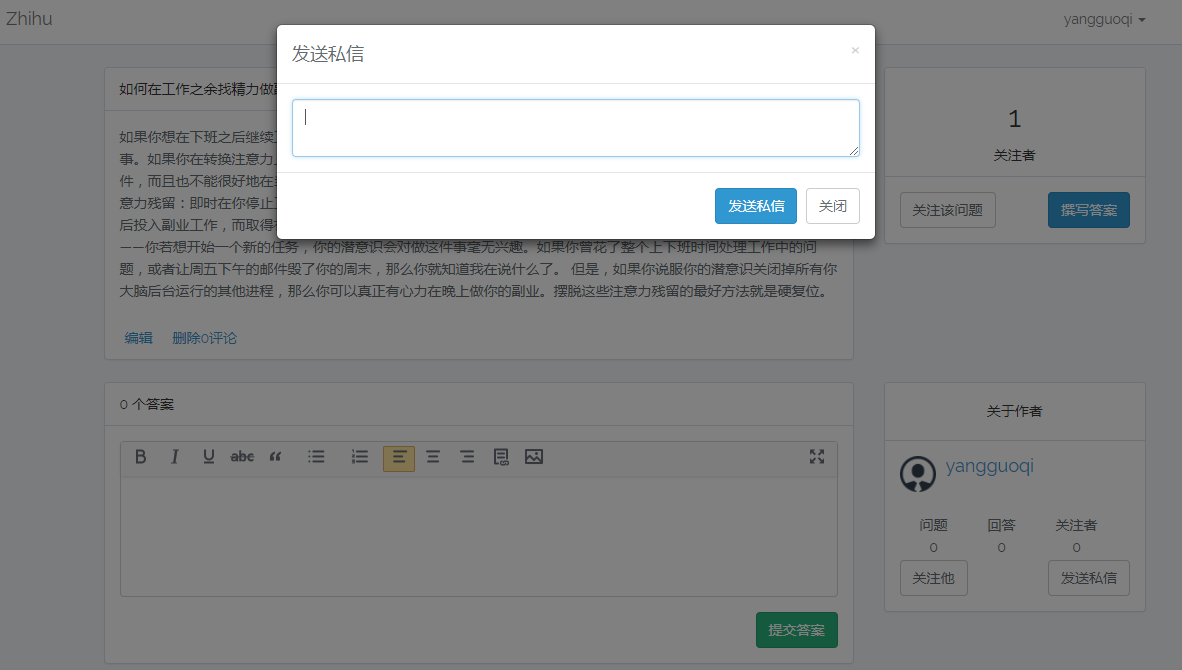 Zhihu
yangguoqi
发送私信
×
发送私信
关闭
如何在工作之余找精力做
如果你想在下班之后继续
事。如果你在转换注意力
件，而且也不能很好地在
意力残留：即时在你停止
后投入副业工作，而取得
——你若想开始一个新的任务，你的潜意识会对做这件事毫无兴趣。如果你曾花了整个上下班时间处理工作中的问
题，或者让周五下午的邮件毁了你的周末，那么你就知道我在说什么了。 但是，如果你说服你的潜意识关闭掉所有你
大脑后台运行的其他进程，那么你可以真正有心力在晚上做你的副业。摆脱这些注意力残留的最好方法就是硬复位。
编辑 删除0评论
1
关注者
关注该问题 撰写答案
0 个答案
B I U abc “
提交答案
关于作者
yangguoqi
问题 回答 关注者
0 0 0
关注他 发送私信